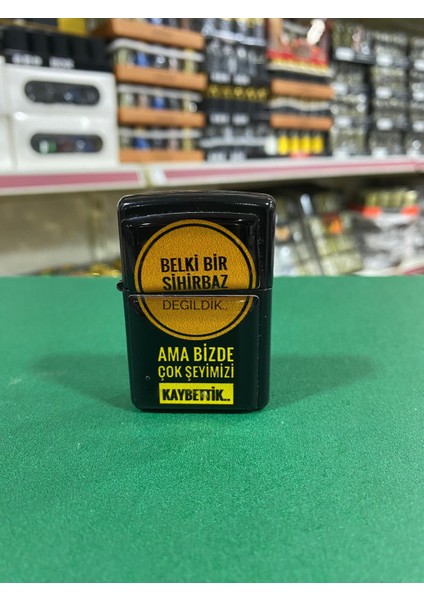 BELKİ BİR
SİHİRBAZ
DEĞİLDİK..
AMA BİZDE
ÇOK ŞEYİMİZİ
KAYBETTİK..